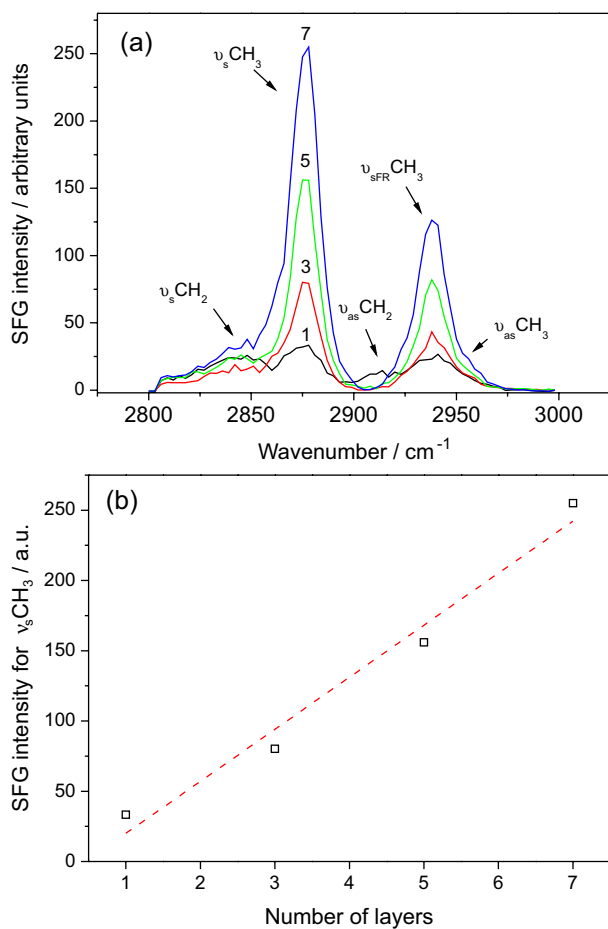 (a)
7
υsCH3
250
200
150
100
50
0
5
υsFRCH3
3
υsCH2
υasCH2
υasCH3
1
2800 2850 2900 2950 3000
SFG intensity / arbitrary units
Wavenumber / cm-1
(b)
250
200
150
100
50
0
SFG intensity for νsCH3 / a.u.
1 2 3 4 5 6 7
Number of layers